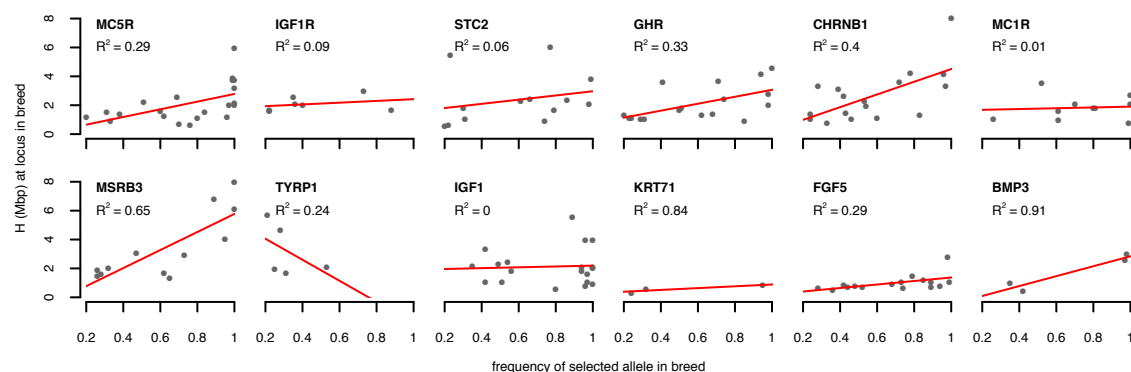 MC5R IGF1R STC2 GHR CHRNB1 MC1R
R² = 0.29 R² = 0.09 R² = 0.06 R² = 0.33 R² = 0.4 R² = 0.01
8
6
4
2
0
H (Mbp) at locus in breed
MSRB3 TYRP1 IGF1 KRT71 FGF5 BMP3
R² = 0.65 R² = 0.24 R² = 0 R² = 0.84 R² = 0.29 R² = 0.91
8
6
4
2
0
0.2 0.4 0.6 0.8 1 0.2 0.4 0.6 0.8 1 0.2 0.4 0.6 0.8 1 0.2 0.4 0.6 0.8 1 0.2 0.4 0.6 0.8 1 0.2 0.4 0.6 0.8 1
frequency of selected allele in breed